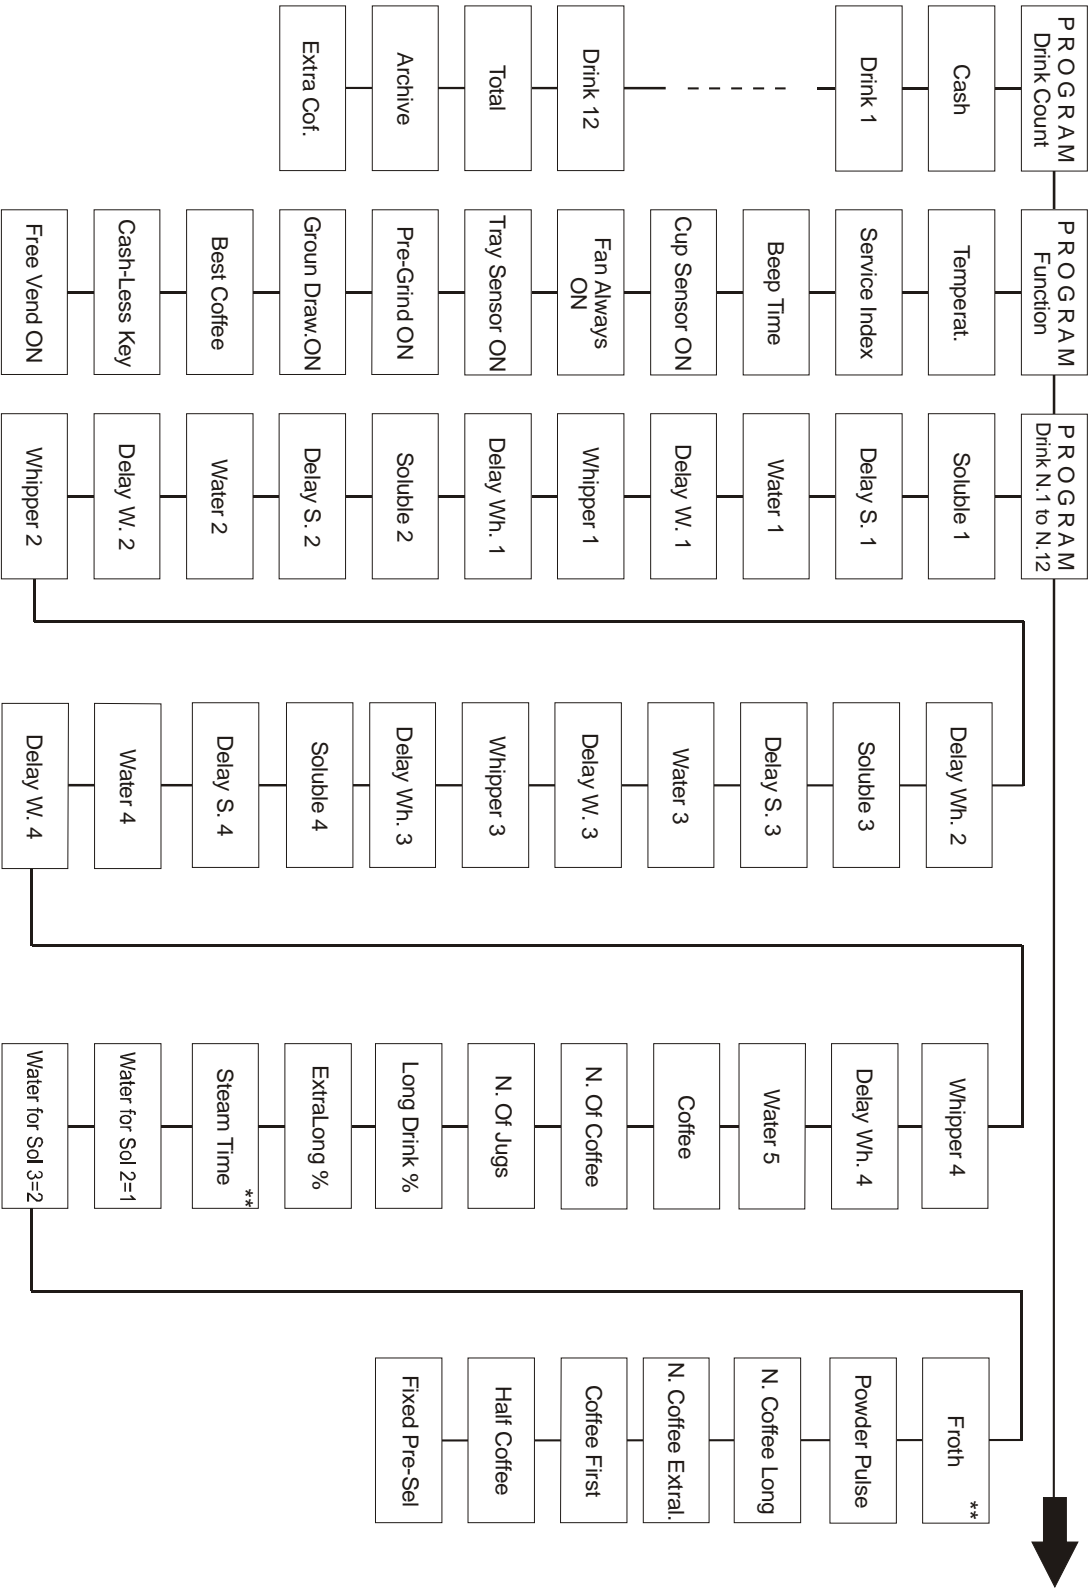 P R O G R A M
Drink Count
Cash
Drink 1
Drink 12
Total
Archive
Extra Cof.
P R O G R A M
Function
Temperat.
Service Index
Beep Time
Cup Sensor ON
Fan Always
ON
Tray Sensor ON
Pre-Grind ON
Groun Draw.ON
Best Coffee
Cash-Less Key
Free Vend ON
P R O G R A M
Drink N.1 to N.12
Soluble 1
Delay S. 1
Water 1
Delay W. 1
Whipper 1
Delay Wh. 1
Soluble 2
Delay S. 2
Water 2
Delay W. 2
Whipper 2
Delay Wh. 2
Soluble 3
Delay S. 3
Water 3
Delay W. 3
Whipper 3
Delay Wh. 3
Soluble 4
Delay S. 4
Water 4
Delay W. 4
Whipper 4
Delay Wh. 4
Water 5
Coffee
N. Of Coffee
N. Of Jugs
Long Drink %
ExtraLong %
Steam Time **
Water for Sol 2=1
Water for Sol 3=2
Froth **
Powder Pulse
N. Coffee Long
N. Coffee Extral.
Coffee First
Half Coffee
Fixed Pre-Sel